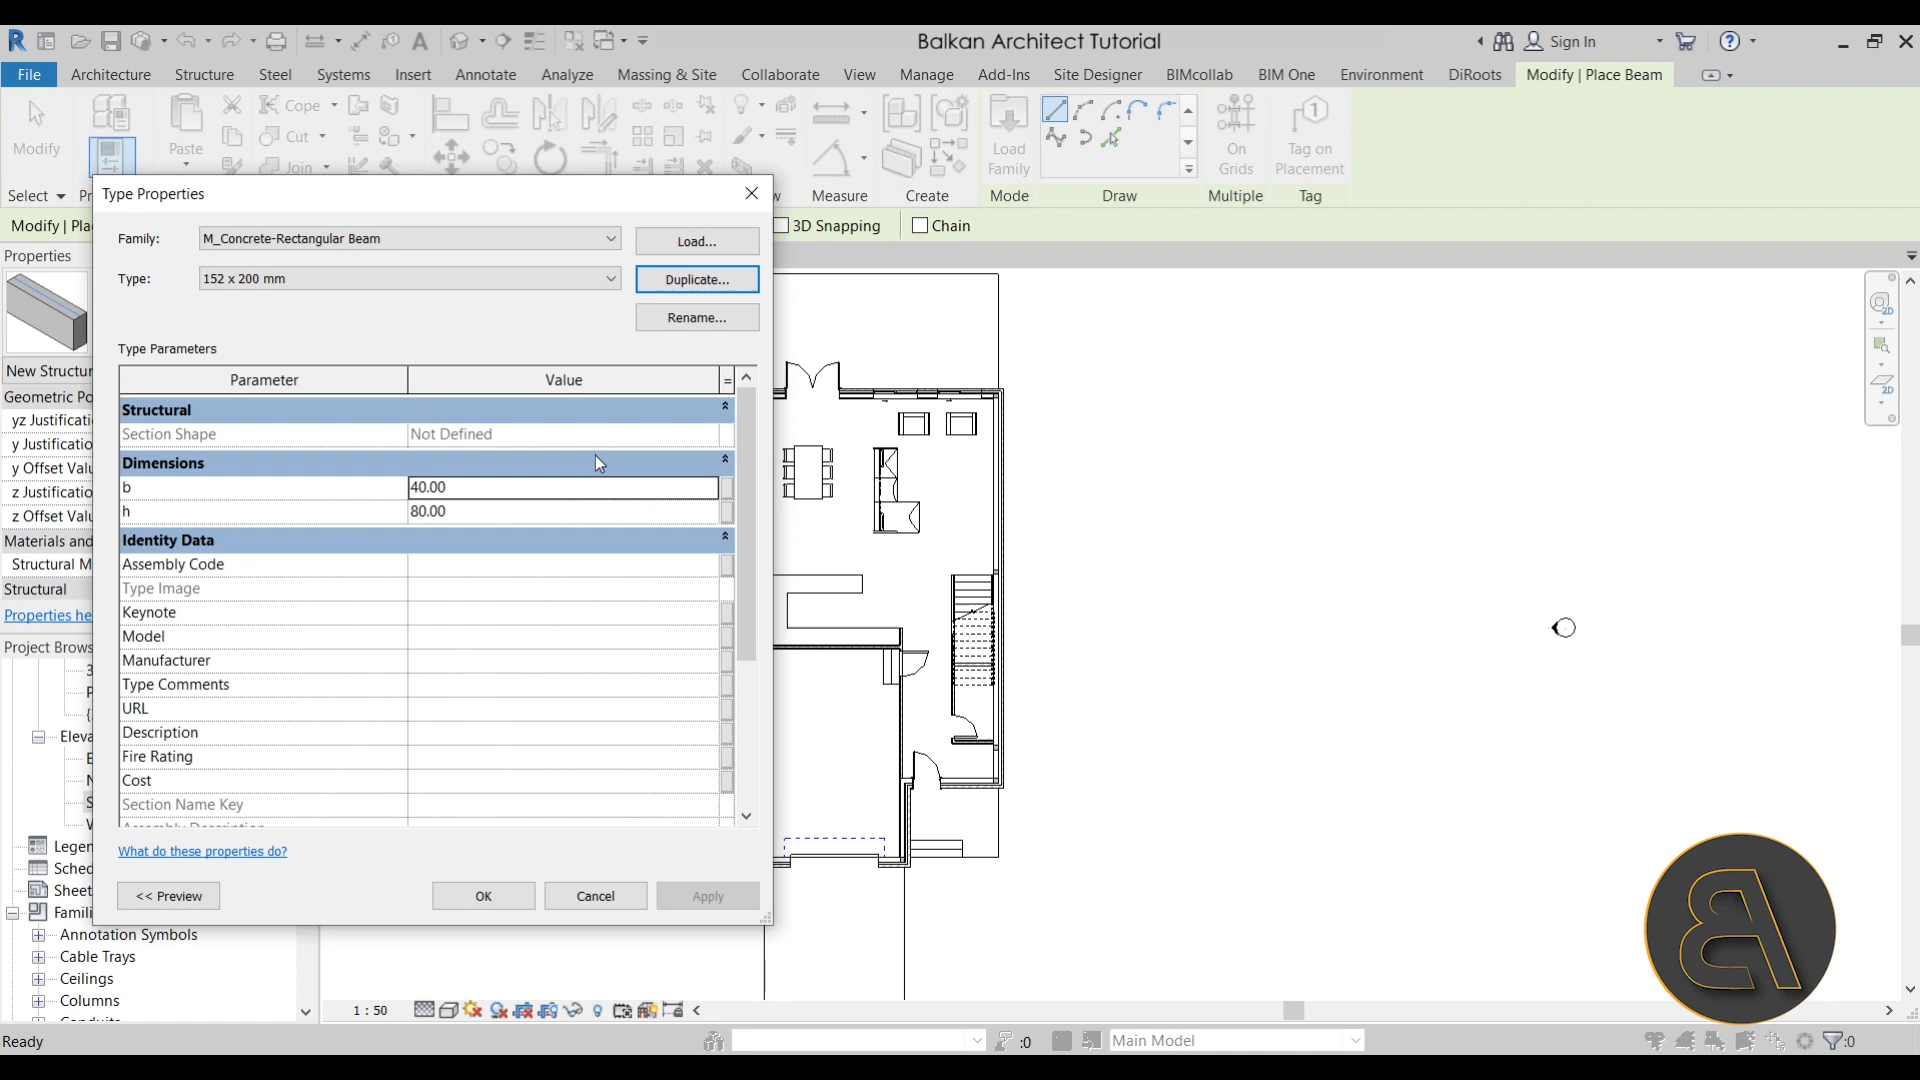 Balkan Architect Tutorial
Sign In
File Architecture Structure Steel Systems Insert Annotate Analyze Massing & Site Collaborate View Manage Add-Ins Site Designer BIMcollab BIM One Environment DiRoots Modify | Place Beam
Modify
Paste
Cope
Cut
Join
Load
Family
On
Grids
Tag on
Placement
Select
Measure
Create
Mode
Draw
Multiple
Tag
3D Snapping
Chain
Properties
New Structur
yz Justificati
y Justificatio
y Offset Valu
z Justificatio
z Offset Valu
Materials and
Structural M
Structural
Properties he
Project Brows
Eleva
Legen
Sched
Sheet
Famili
Annotation Symbols
Cable Trays
Ceilings
Columns
Type Properties
Family: M_Concrete-Rectangular Beam Load...
Type: 152 x 200 mm Duplicate...
Rename...
Type Parameters
Parameter Value =
Structural
Section Shape Not Defined
Dimensions
b 40.00
h 80.00
Identity Data
Assembly Code
Type Image
Keynote
Model
Manufacturer
Type Comments
URL
Description
Fire Rating
Cost
Section Name Key
What do these properties do?
<< Preview OK Cancel Apply
2D
2D
1 : 50
Ready
:0
Main Model
:0